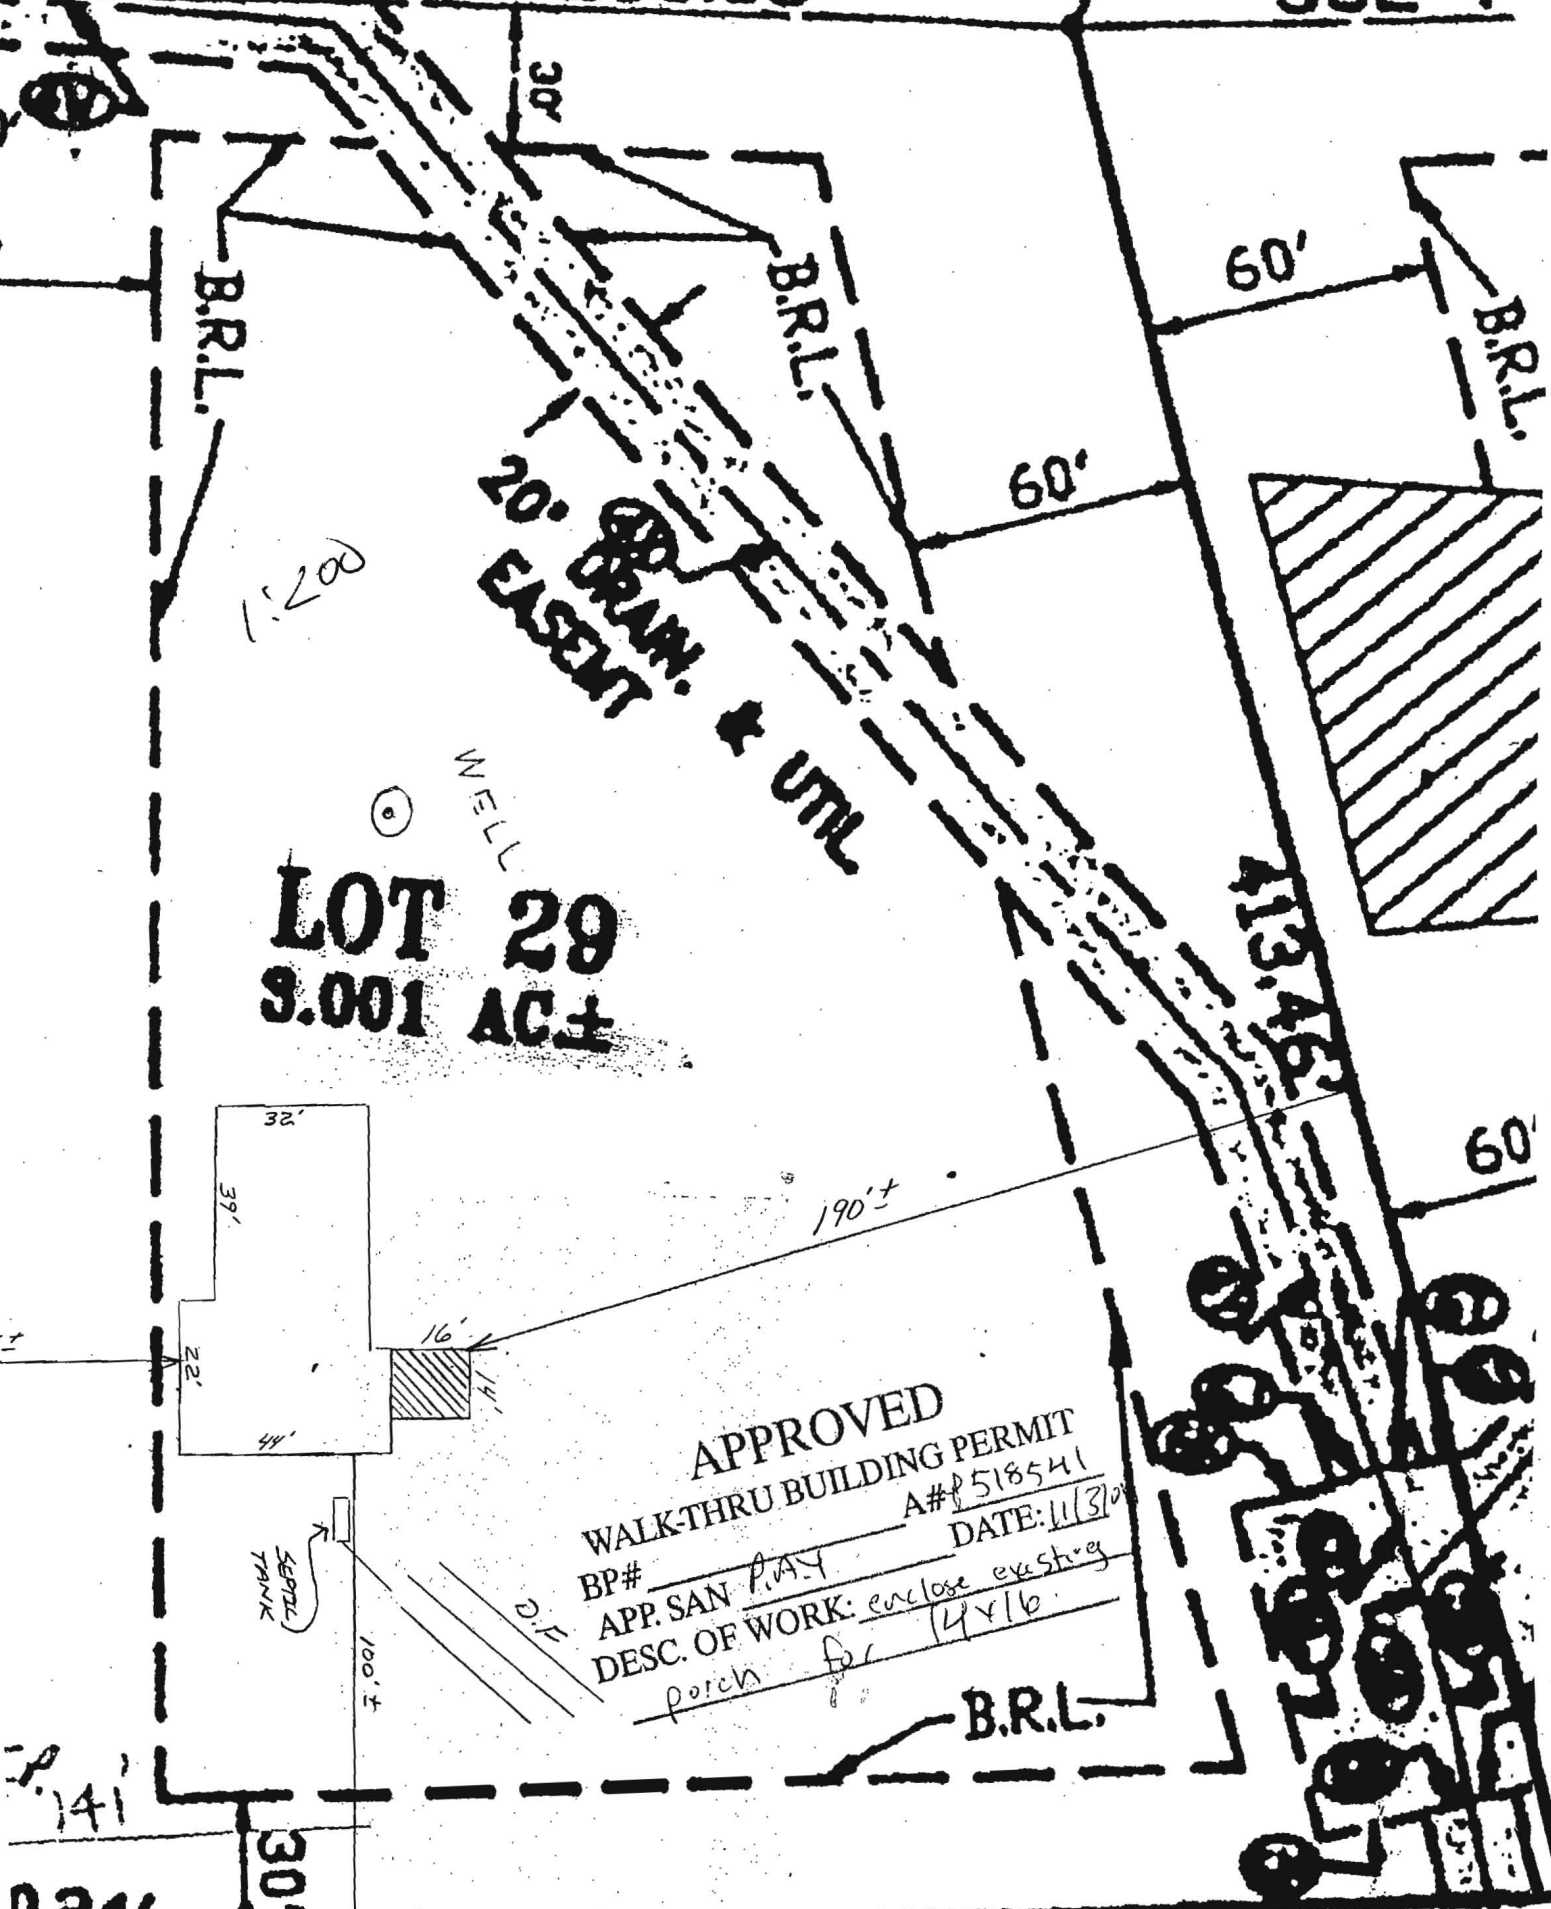 30'
B.R.L.
B.R.L.
60'
B.R.L.
60'
1:200
20'
DRAIN. & UTIL
EASEMT
WELL
LOT 29
3.001 AC.±
413.46'
32'
39'
190'±
60'
16'
14'
22'
44'
APPROVED
WALK-THRU BUILDING PERMIT
BP# A# P518541
APP. SAN P.A.Y DATE: 11/3/0
DESC. OF WORK: enclose existing
porch for 14x16
SEPTIC
TANK
D.F.
100'±
B.R.L.
141'
30'